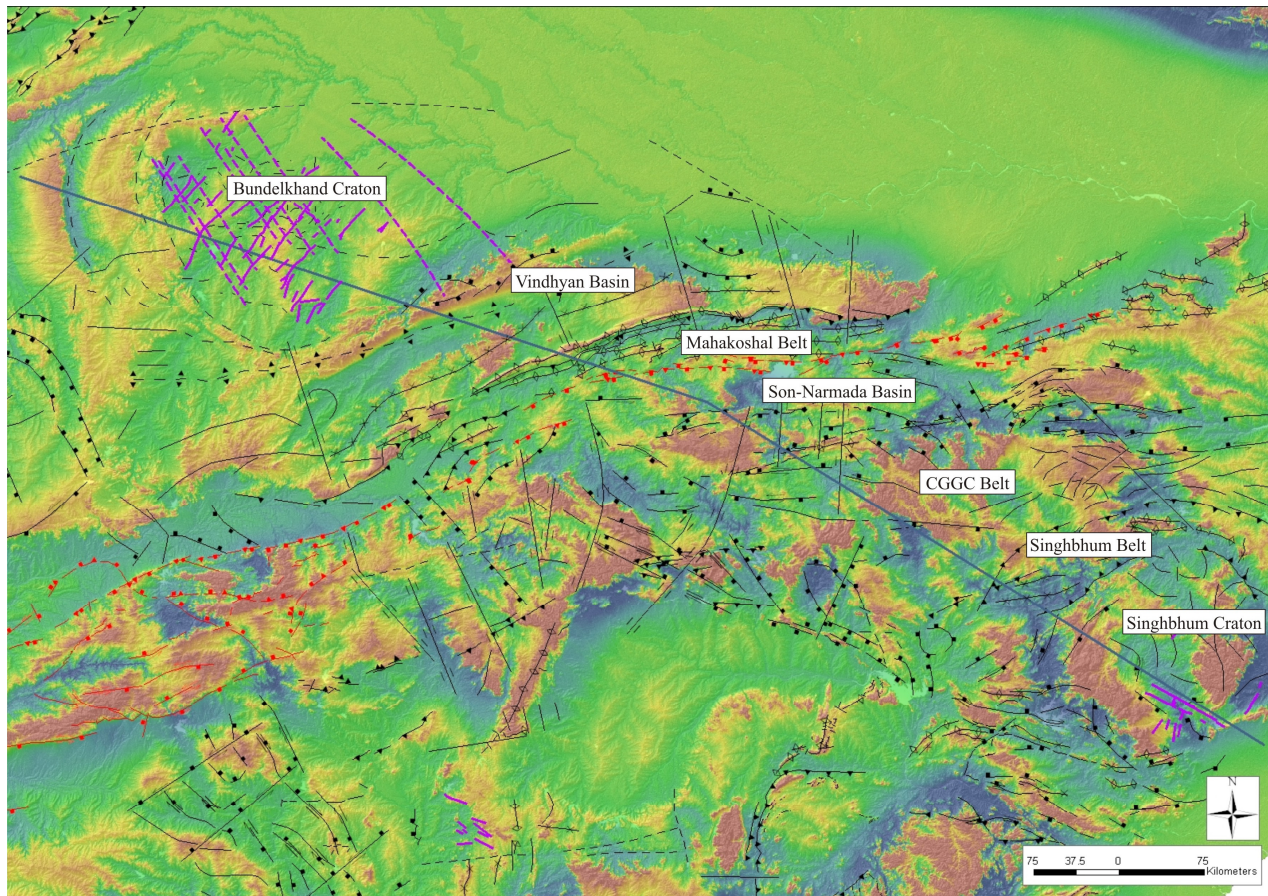 Bundelkhand Craton
Vindhyan Basin
Mahakoshal Belt
Son-Narmada Basin
CGGC Belt
Singhbhum Belt
Singhbhum Craton
N
75 37.5 0 75
Kilometers